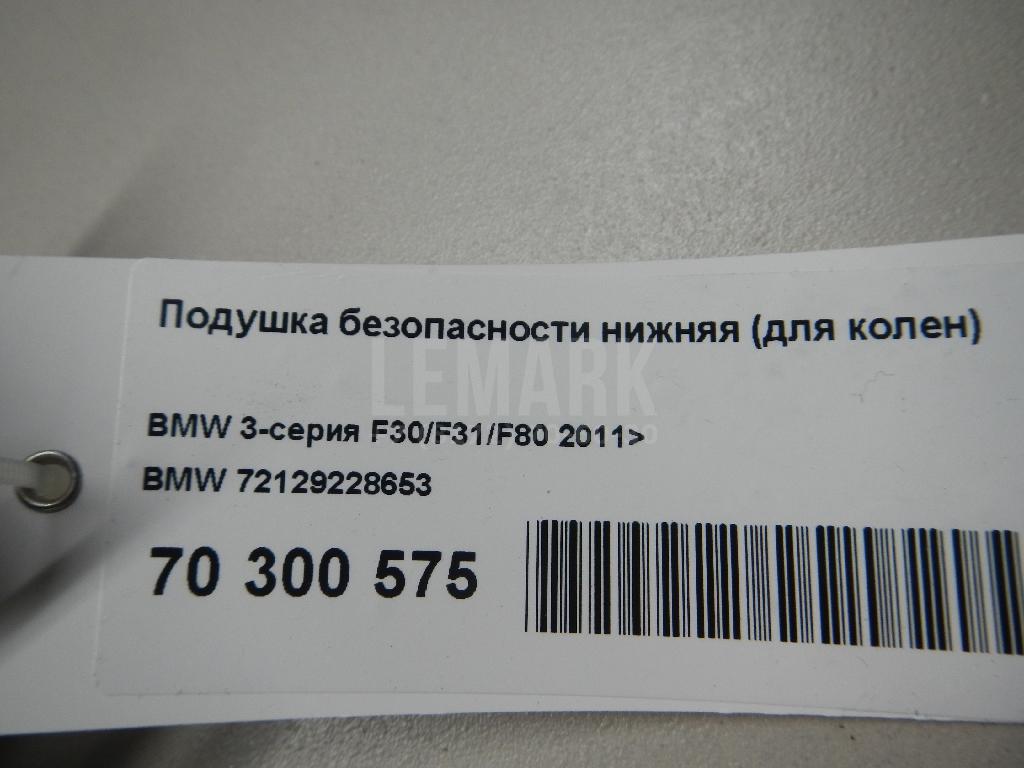 Подушка безопасности нижняя (для колен)
LEMARK
BMW 3-серия F30/F31/F80 2011>
BMW 72129228653
70 300 575